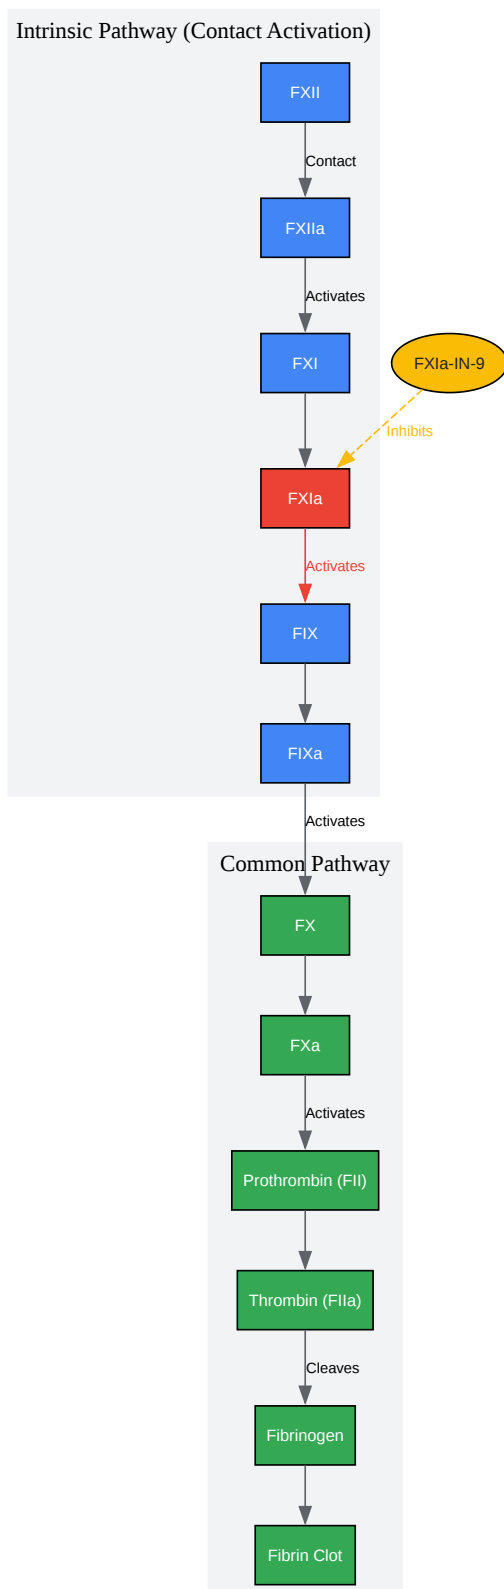 Intrinsic Pathway (Contact Activation)
FXII
Contact
FXIIa
Activates
FXI
FXIa-IN-9
Inhibits
FXIa
Activates
FIX
FIXa
Activates
Common Pathway
FX
FXa
Activates
Prothrombin (FII)
Thrombin (FIIa)
Cleaves
Fibrinogen
Fibrin Clot